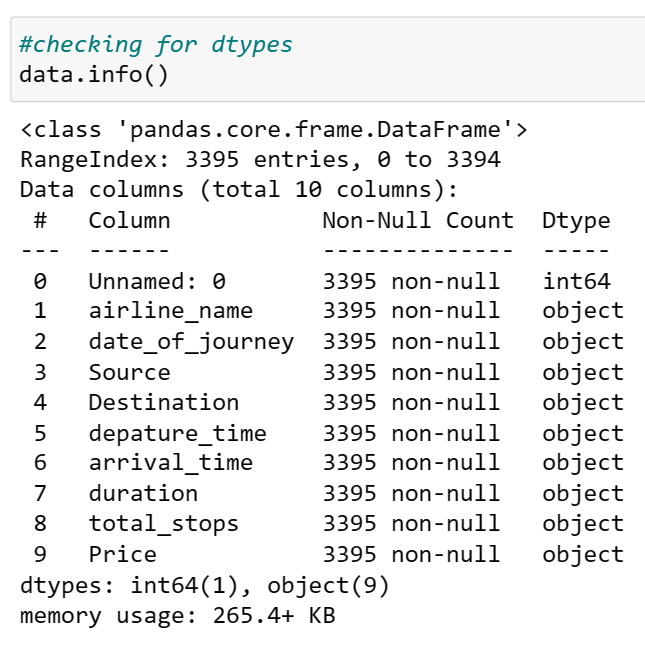 #checking for dtypes
data.info()
<class 'pandas.core.frame.DataFrame'>
RangeIndex: 3395 entries, 0 to 3394
Data columns (total 10 columns):
 #   Column           Non-Null Count  Dtype
---  ------           --------------  -----
 0   Unnamed: 0       3395 non-null   int64
 1   airline_name     3395 non-null   object
 2   date_of_journey  3395 non-null   object
 3   Source           3395 non-null   object
 4   Destination      3395 non-null   object
 5   depature_time    3395 non-null   object
 6   arrival_time     3395 non-null   object
 7   duration         3395 non-null   object
 8   total_stops      3395 non-null   object
 9   Price            3395 non-null   object
dtypes: int64(1), object(9)
memory usage: 265.4+ KB